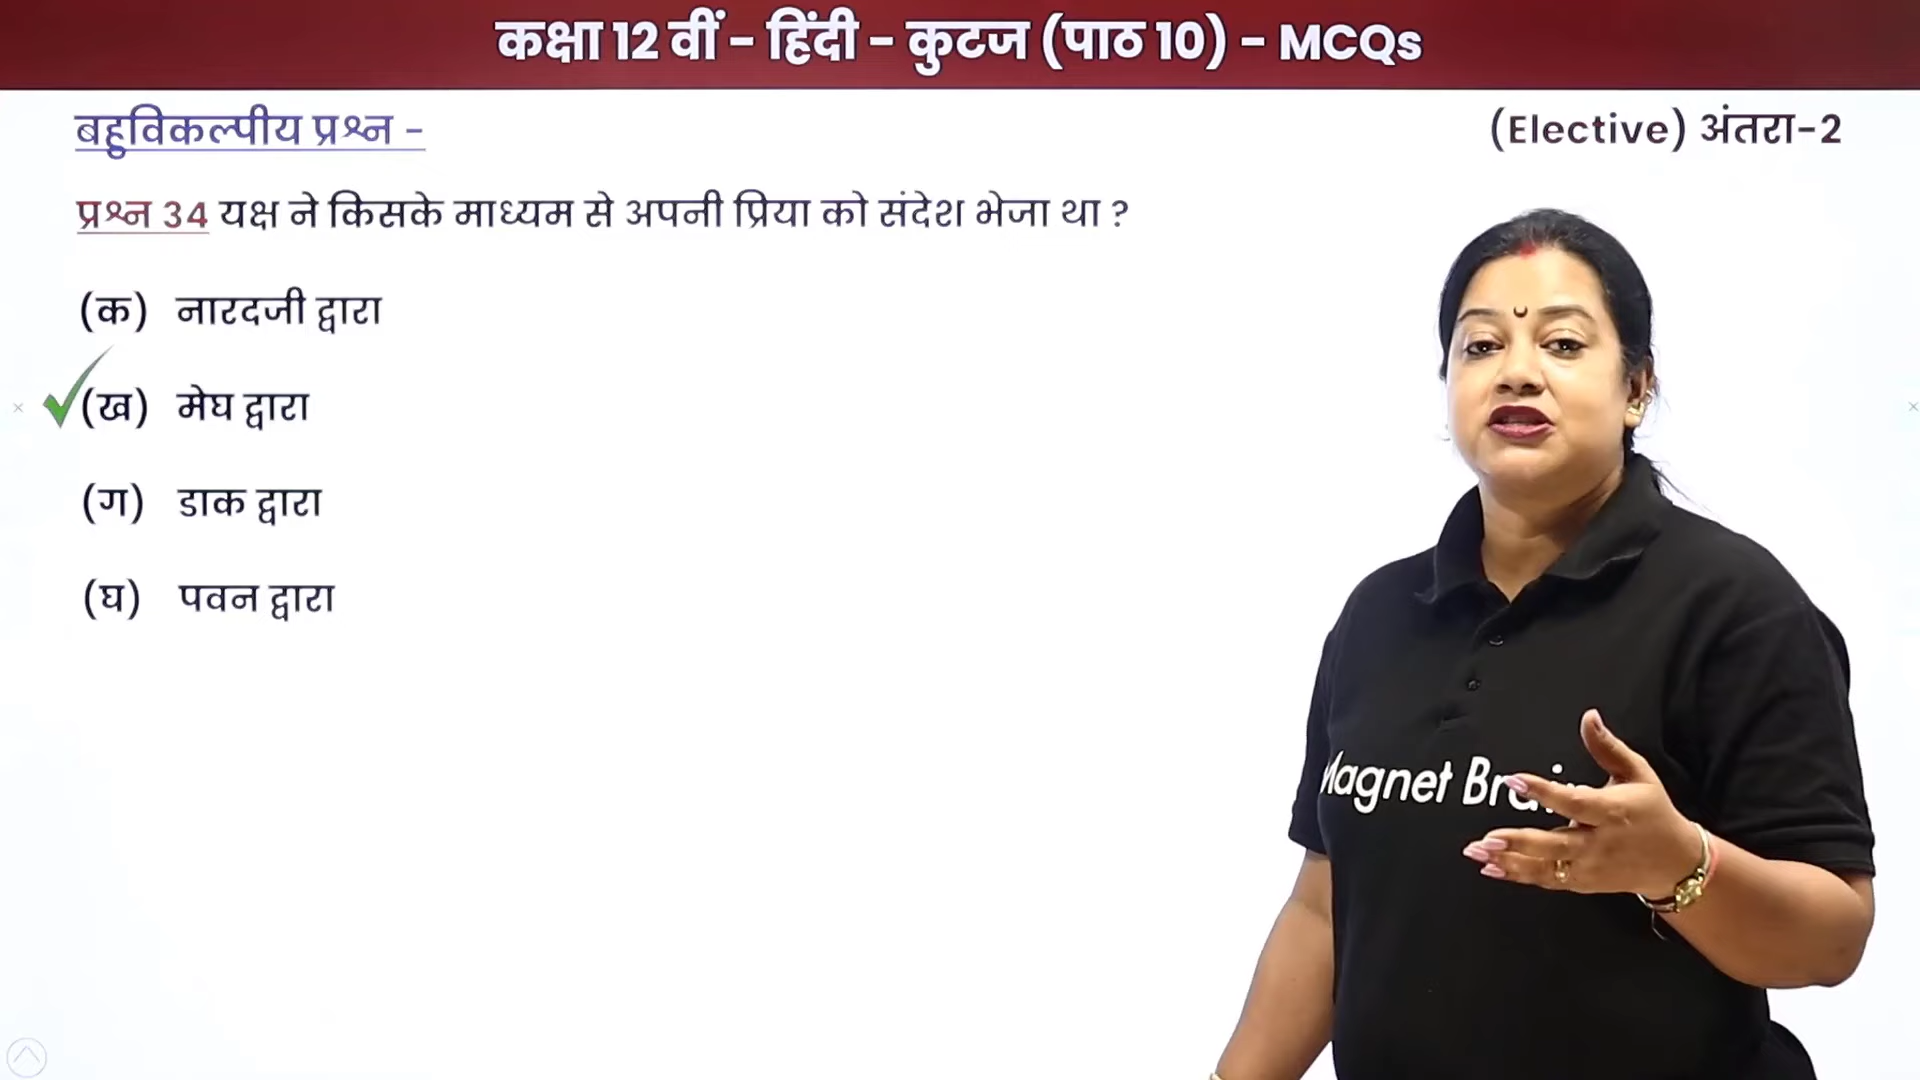 कक्षा 12 वीं - हिंदी - कुटज (पाठ 10) - MCQs
बहुविकल्पीय प्रश्न -
(Elective) अंतरा-2
प्रश्न 34 यक्ष ने किसके माध्यम से अपनी प्रिया को संदेश भेजा था ?
(क) नारदजी द्वारा
(ख) मेघ द्वारा
(ग) डाक द्वारा
(घ) पवन द्वारा
Magnet Brain